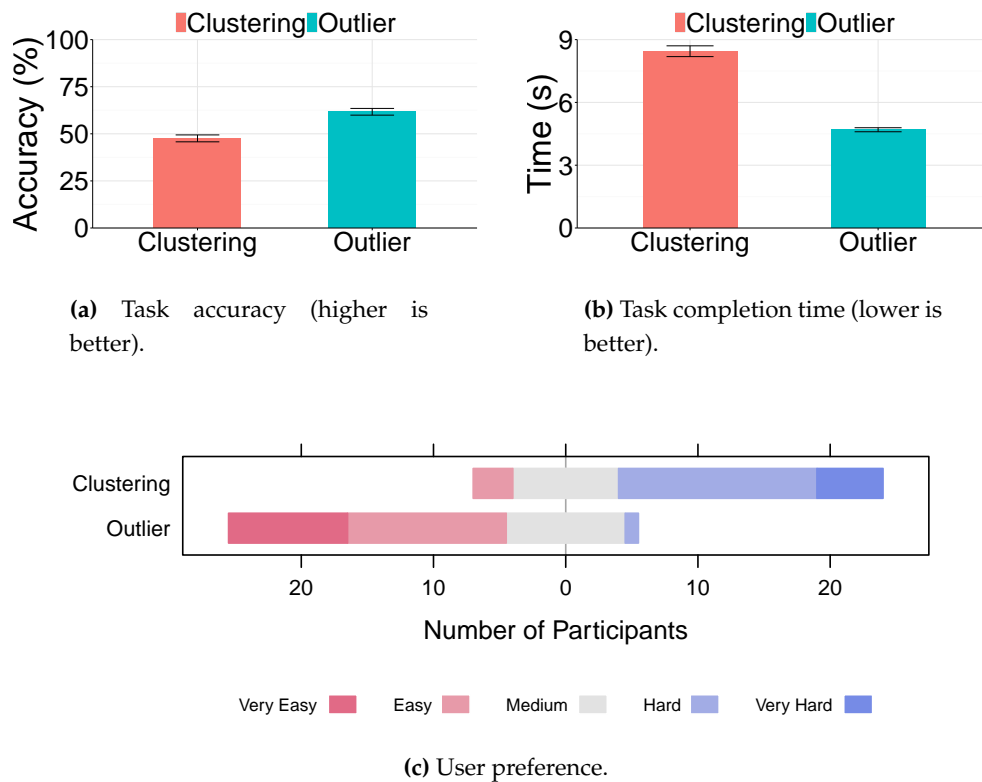 Clustering Outlier
Accuracy (%)
100
75
50
25
0
Clustering Outlier
(a) Task accuracy (higher is
better).
Clustering Outlier
Time (s)
9
6
3
0
Clustering Outlier
(b) Task completion time (lower is
better).
Clustering
Outlier
20 10 0 10 20
Number of Participants
Very Easy Easy Medium Hard Very Hard
(c) User preference.